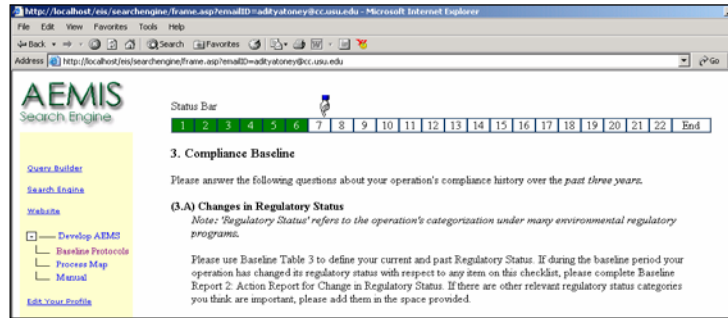 http://localhost/eis/searchengine/frame.asp?emailID=adityatoney@cc.usu.edu - Microsoft Internet Explorer
File Edit View Favorites Tools Help
Back Search Favorites
Address http://localhost/eis/searchengine/frame.asp?emailID=adityatoney@cc.usu.edu Go
AEMIS
Search Engine
Query Builder
Search Engine
Website
Develop AEMS
Baseline Protocols
Process Map
Manual
Edit Your Profile
Status Bar
1 2 3 4 5 6 7 8 9 10 11 12 13 14 15 16 17 18 19 20 21 22 End
3. Compliance Baseline
Please answer the following questions about your operation's compliance history over the past three years.
(3.A) Changes in Regulatory Status
Note: 'Regulatory Status' refers to the operation's categorization under many environmental regulatory
programs.
Please use Baseline Table 3 to define your current and past Regulatory Status. If during the baseline period your
operation has changed its regulatory status with respect to any item on this checklist, please complete Baseline
Report 2: Action Report for Change in Regulatory Status. If there are other relevant regulatory status categories
you think are important, please add them in the space provided.